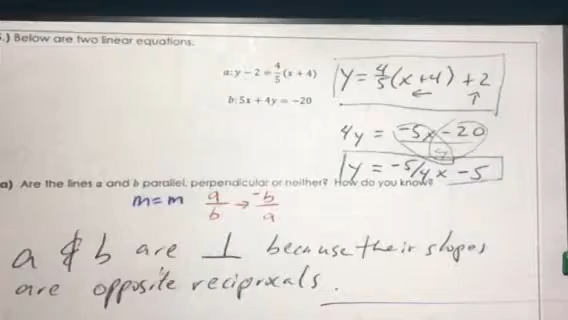 5.) Below are two linear equations.
a: y − 2 = 4/5(x + 4)
y = 4/5(x+4) + 2
← ↑
b: 5x + 4y = −20
4y = −5x − 20
4
y = −5/4 x − 5
a) Are the lines a and b parallel, perpendicular or neither? How do you know?
m = m a/b → −b/a
a & b are ⊥ because their slopes
are opposite reciprocals.